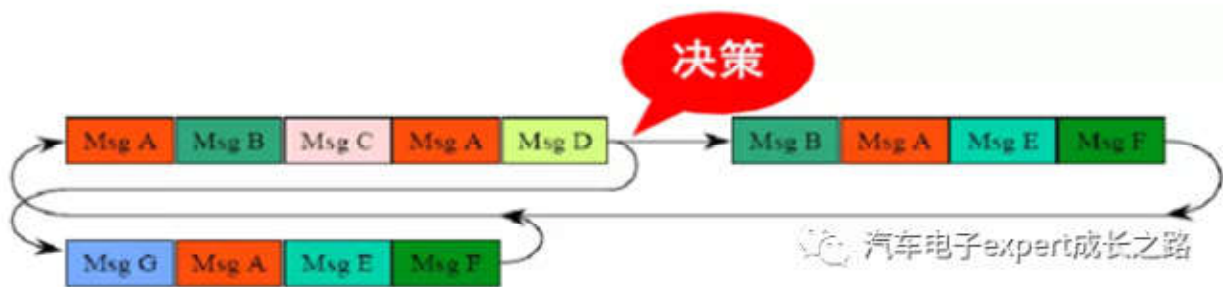 决策
Msg A Msg B Msg C Msg A Msg D
Msg B Msg A Msg E Msg F
Msg G Msg A Msg E Msg F
汽车电子expert成长之路